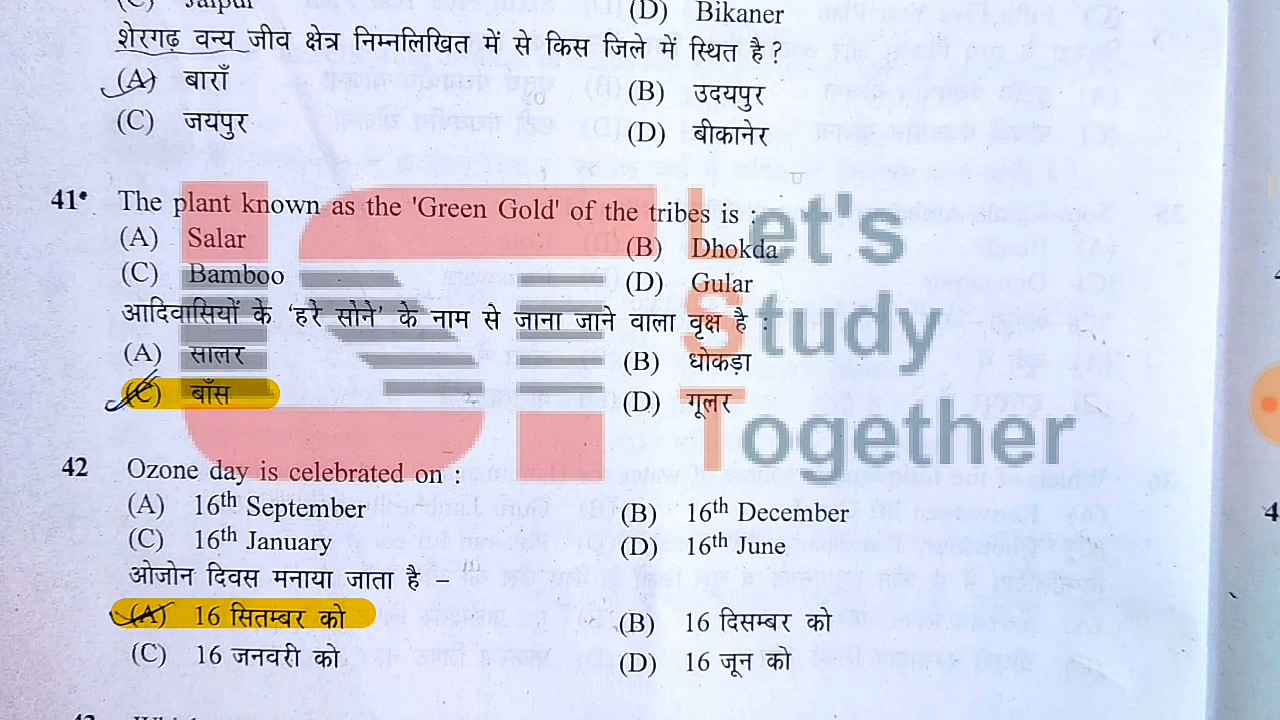 (C) Jaipur (D) Bikaner
शेरगढ़ वन्य जीव क्षेत्र निम्नलिखित में से किस जिले में स्थित है?
(A) बाराँ (B) उदयपुर
(C) जयपुर (D) बीकानेर
41 The plant known as the 'Green Gold' of the tribes is :
(A) Salar (B) Dhokda
(C) Bamboo (D) Gular
आदिवासियों के ‘हरे सोने’ के नाम से जाना जाने वाला वृक्ष है :
(A) सालर (B) धोकड़ा
(C) बाँस (D) गूलर
42 Ozone day is celebrated on :
(A) 16th September (B) 16th December
(C) 16th January (D) 16th June
ओजोन दिवस मनाया जाता है –
(A) 16 सितम्बर को (B) 16 दिसम्बर को
(C) 16 जनवरी को (D) 16 जून को
Let's
Study
Together